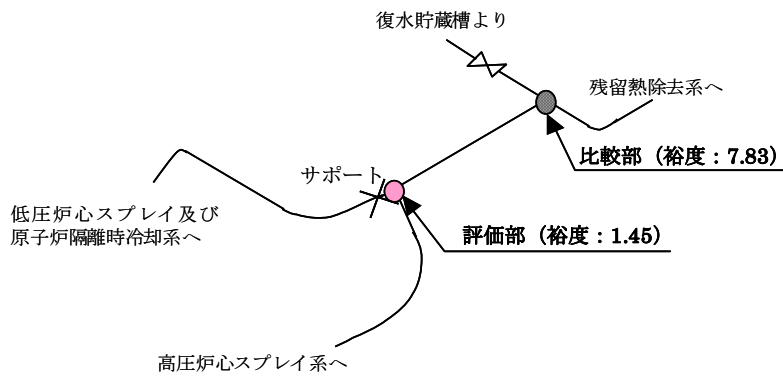 復水貯蔵槽より
残留熱除去系へ
比較部（裕度：7.83）
サポート
低圧炉心スプレイ及び
原子炉隔離時冷却系へ
評価部（裕度：1.45）
高圧炉心スプレイ系へ